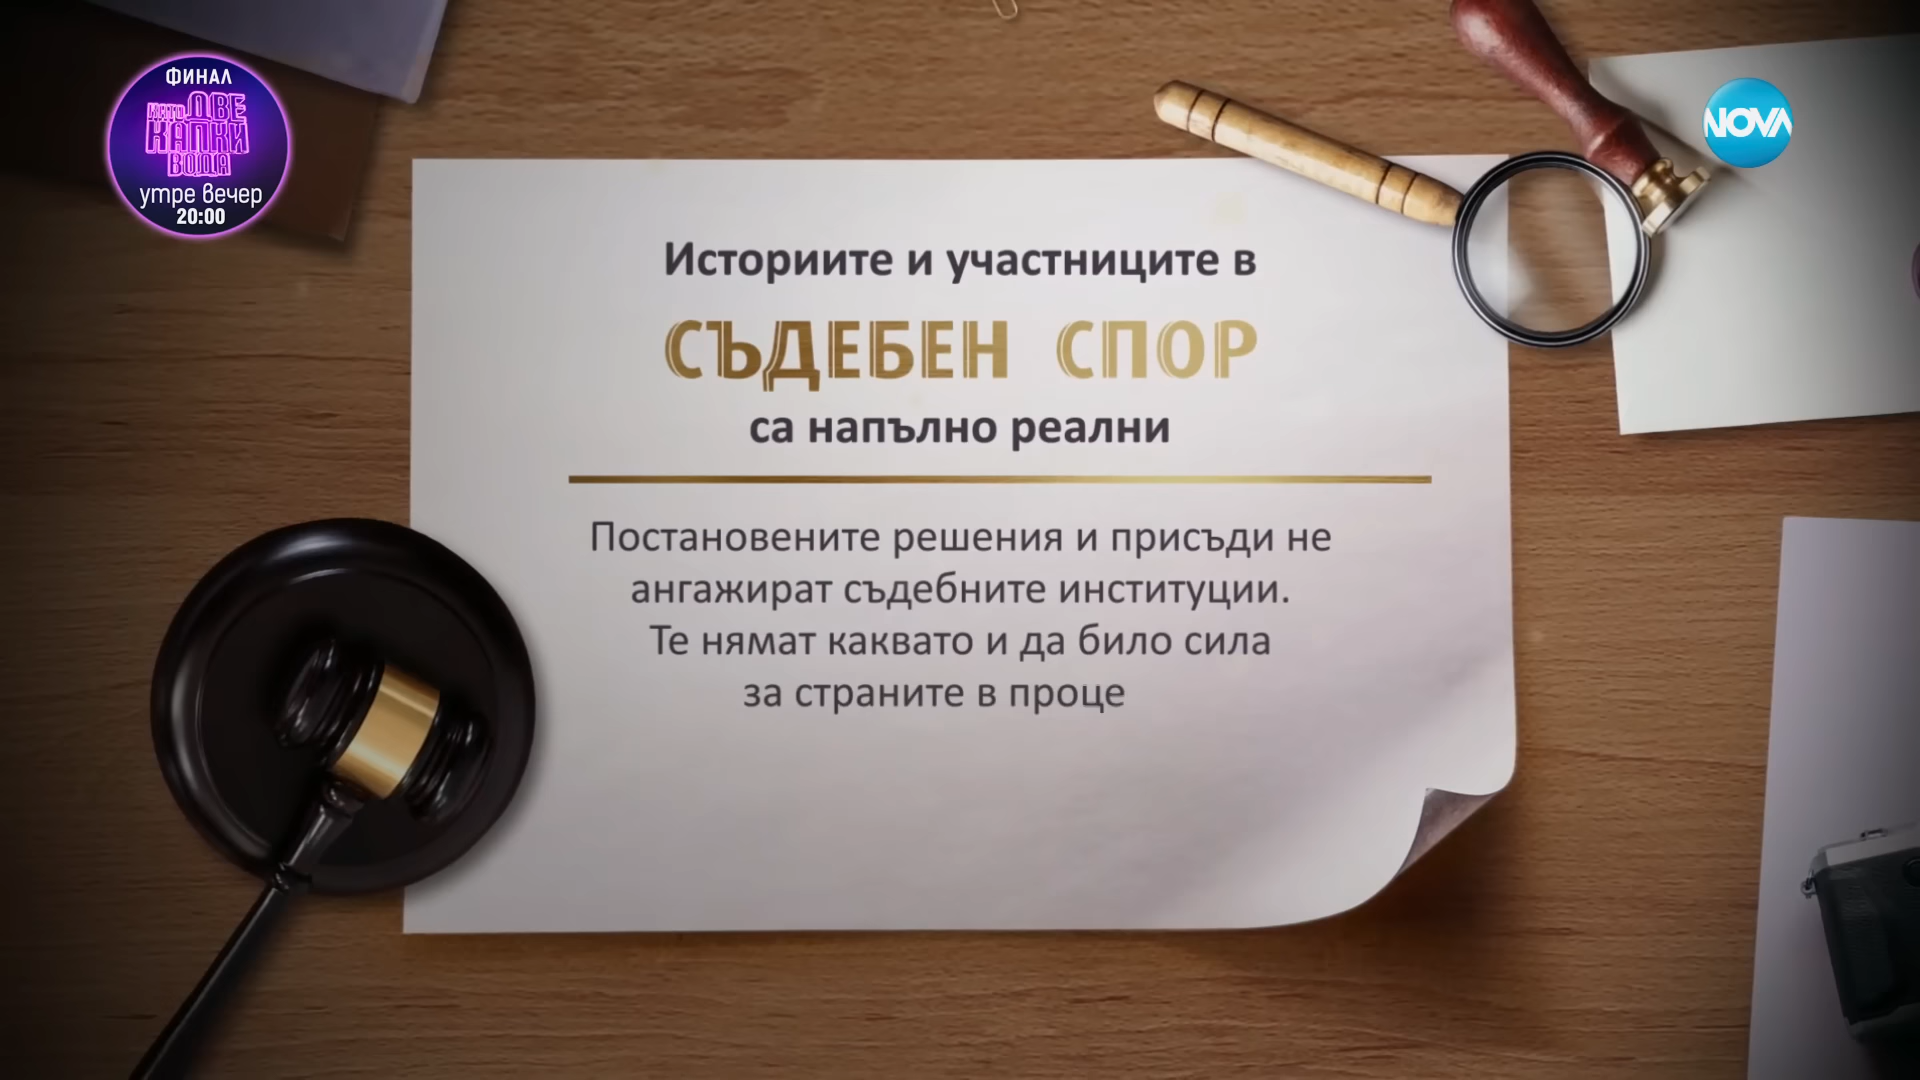 ФИНАЛ
КАТО ДВЕ
КАПКИ
ВОДА
утре вечер
20:00
NOVA
Историите и участниците в
СЪДЕБЕН СПОР
са напълно реални
Постановените решения и присъди не
ангажират съдебните институции.
Те нямат каквато и да било сила
за страните в проце